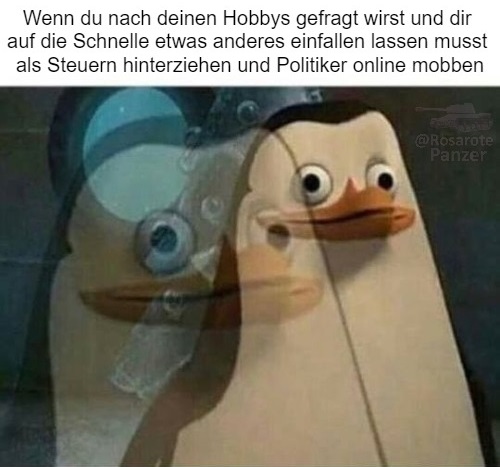 Wenn du nach deinen Hobbys gefragt wirst und dir
auf die Schnelle etwas anderes einfallen lassen musst
als Steuern hinterziehen und Politiker online mobben
@Rosarote
Panzer